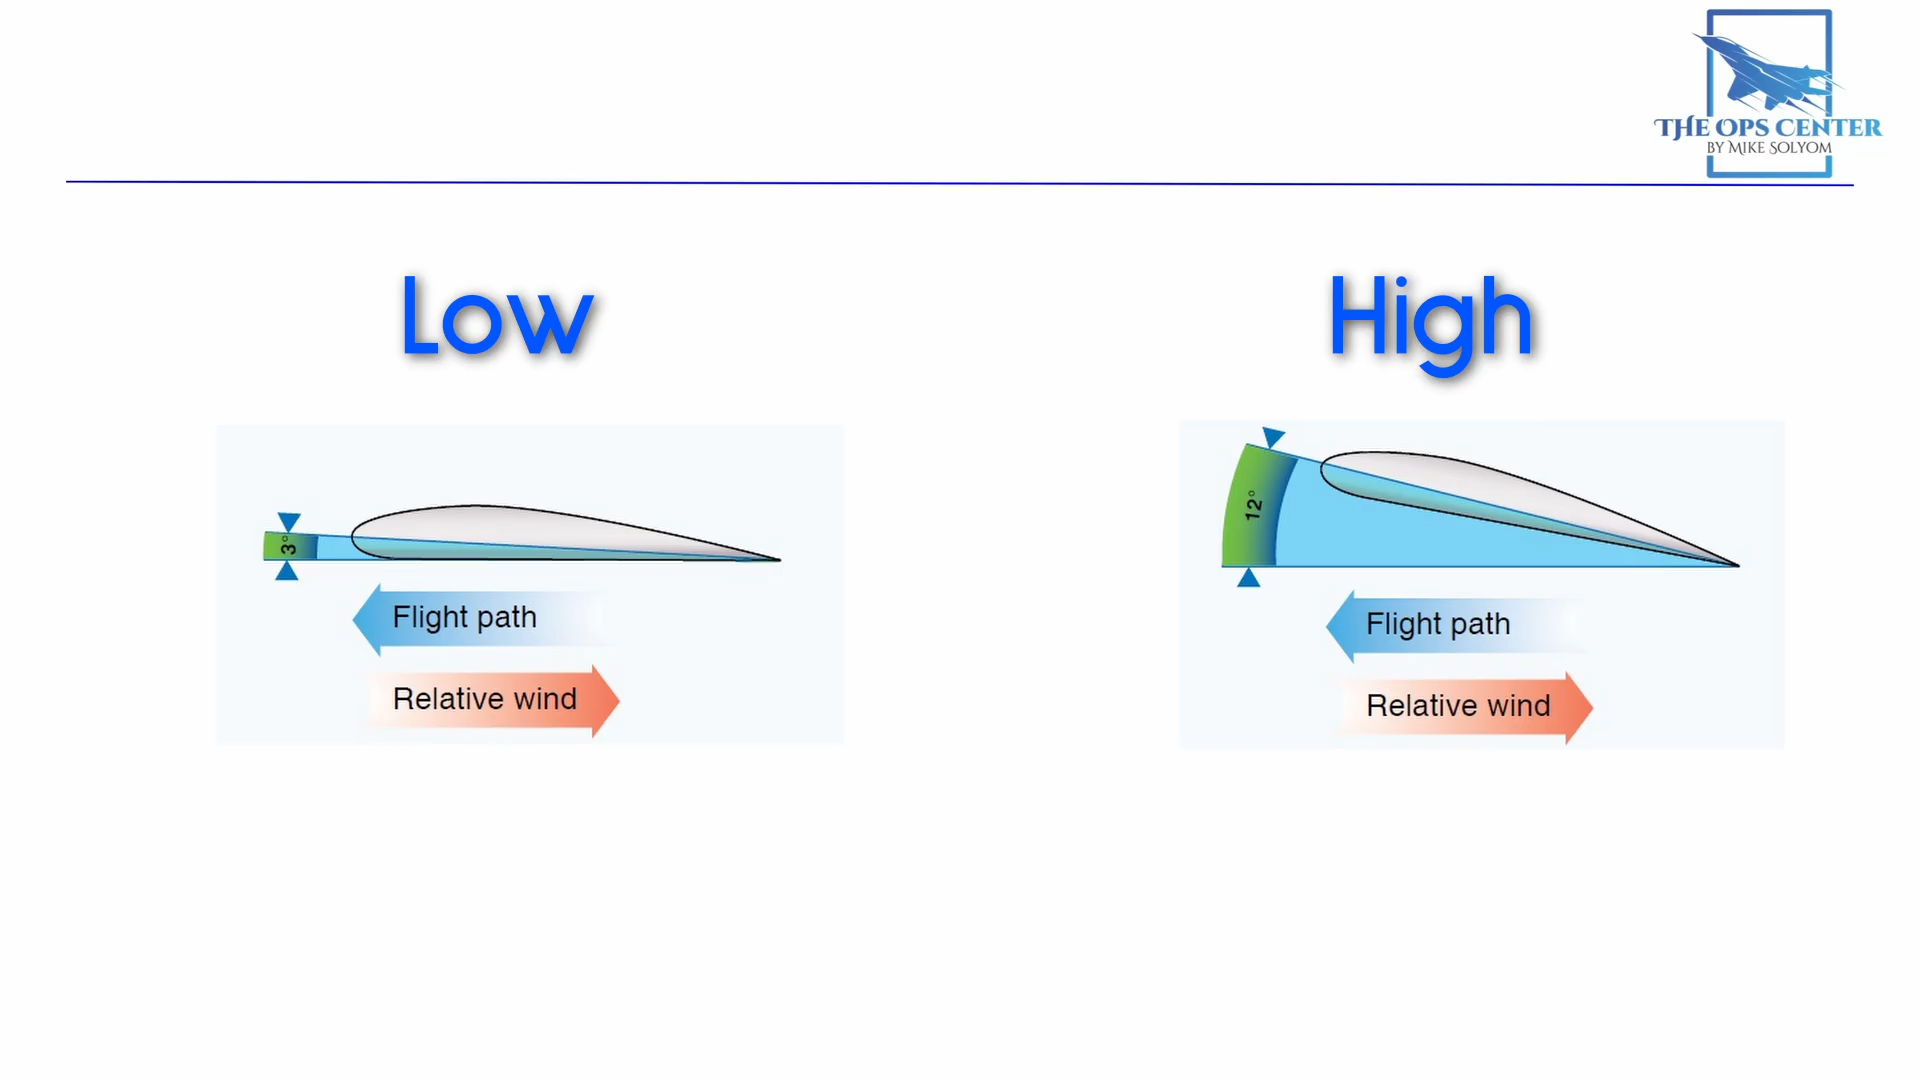 THE OPS CENTER
BY MIKE SOLYOM
Low
High
3°
Flight path
Relative wind
12°
Flight path
Relative wind